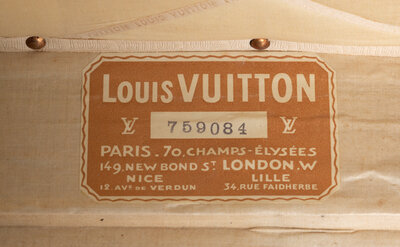 Louis VUITTON
LV 759084 LV
PARIS - 70, CHAMPS-ÉLYSÉES
149, NEW BOND ST LONDON.W
NICE LILLE
12 AVE DE VERDUN 34, RUE FAIDHERBE